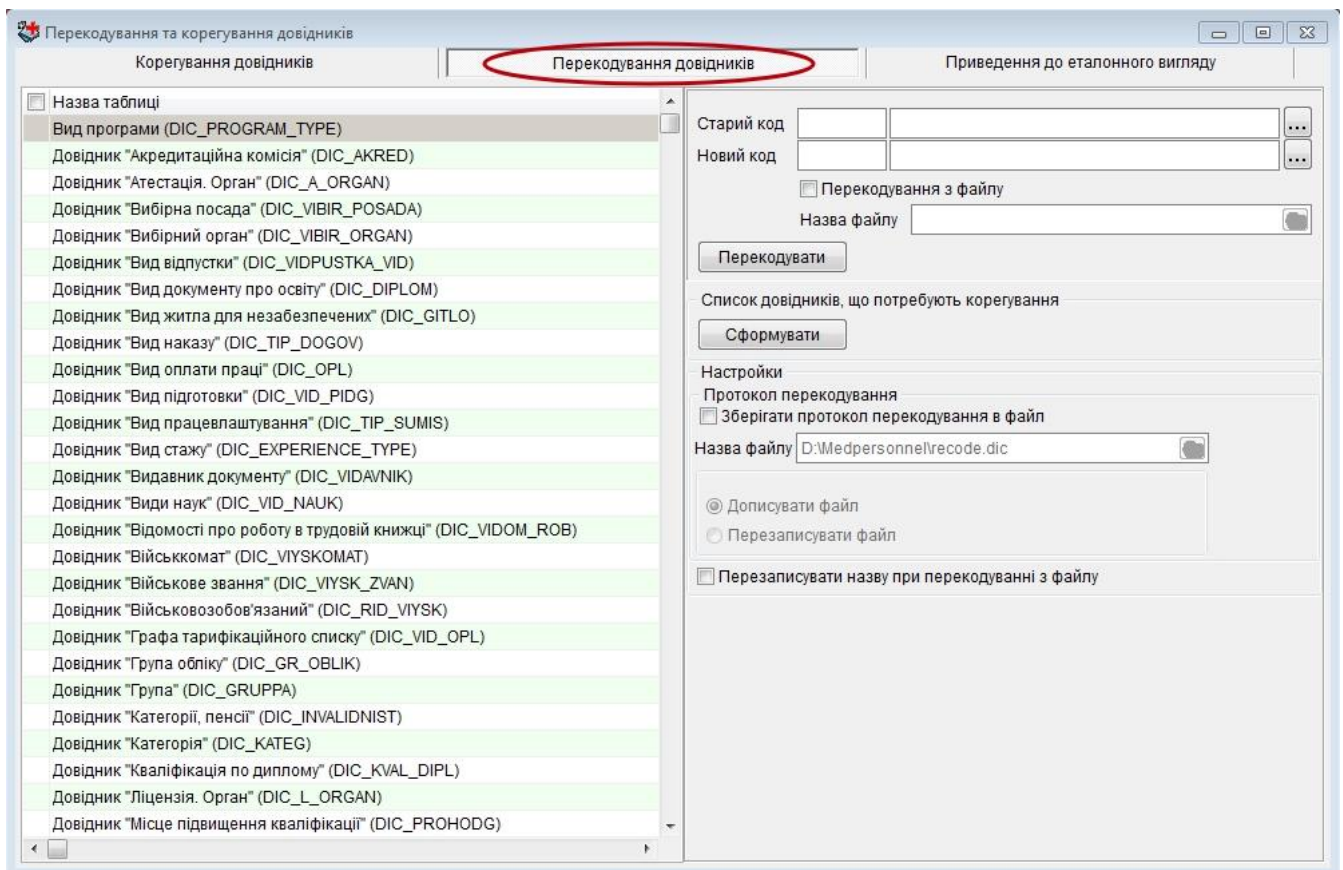 Перекодування та корегування довідників
Корегування довідників
Перекодування довідників
Приведення до еталонного вигляду
Назва таблиці
Вид програми (DIC_PROGRAM_TYPE)
Довідник "Акредитаційна комісія" (DIC_AKRED)
Довідник "Атестація. Орган" (DIC_A_ORGAN)
Довідник "Вибірна посада" (DIC_VIBIR_POSADA)
Довідник "Вибірний орган" (DIC_VIBIR_ORGAN)
Довідник "Вид відпустки" (DIC_VIDPUSTKA_VID)
Довідник "Вид документу про освіту" (DIC_DIPLOM)
Довідник "Вид житла для незабезпечених" (DIC_GITLO)
Довідник "Вид наказу" (DIC_TIP_DOGOV)
Довідник "Вид оплати праці" (DIC_OPL)
Довідник "Вид підготовки" (DIC_VID_PIDG)
Довідник "Вид працевлаштування" (DIC_TIP_SUMIS)
Довідник "Вид стажу" (DIC_EXPERIENCE_TYPE)
Довідник "Видавник документу" (DIC_VIDAVNIK)
Довідник "Види наук" (DIC_VID_NAUK)
Довідник "Відомості про роботу в трудовій книжці" (DIC_VIDOM_ROB)
Довідник "Військкомат" (DIC_VIYSKOMAT)
Довідник "Військове звання" (DIC_VIYSK_ZVAN)
Довідник "Військовозобов'язаний" (DIC_RID_VIYSK)
Довідник "Графа тарифікаційного списку" (DIC_VID_OPL)
Довідник "Група обліку" (DIC_GR_OBLIK)
Довідник "Група" (DIC_GRUPPA)
Довідник "Категорії, пенсії" (DIC_INVALIDNIST)
Довідник "Категорія" (DIC_KATEG)
Довідник "Кваліфікація по диплому" (DIC_KVAL_DIPL)
Довідник "Ліцензія. Орган" (DIC_L_ORGAN)
Довідник "Місце підвищення кваліфікації" (DIC_PROHODG)
Старий код
...
Новий код
...
Перекодування з файлу
Назва файлу
Перекодувати
Список довідників, що потребують корегування
Сформувати
Настройки
Протокол перекодування
Зберігати протокол перекодування в файл
Назва файлу D:\Medpersonnel\recode.dic
Дописувати файл
Перезаписувати файл
Перезаписувати назву при перекодуванні з файлу